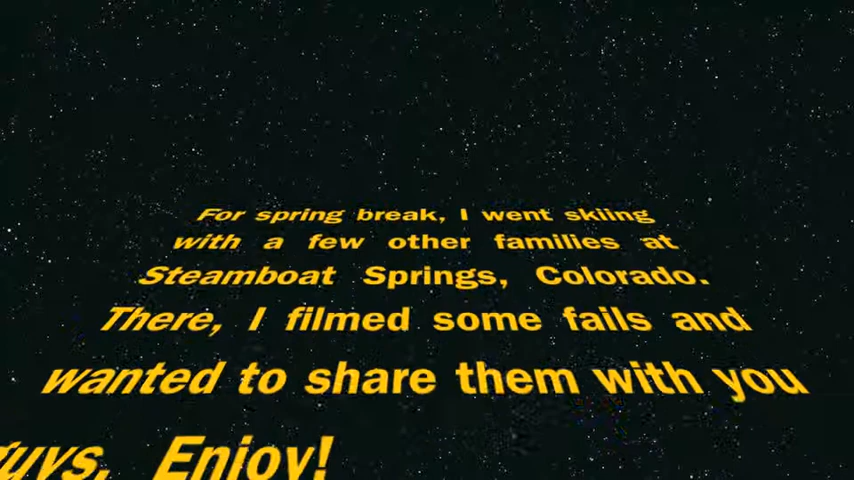 For spring break, I went skiing
with a few other families at
Steamboat Springs, Colorado.
There, I filmed some fails and
wanted to share them with you
guys. Enjoy!